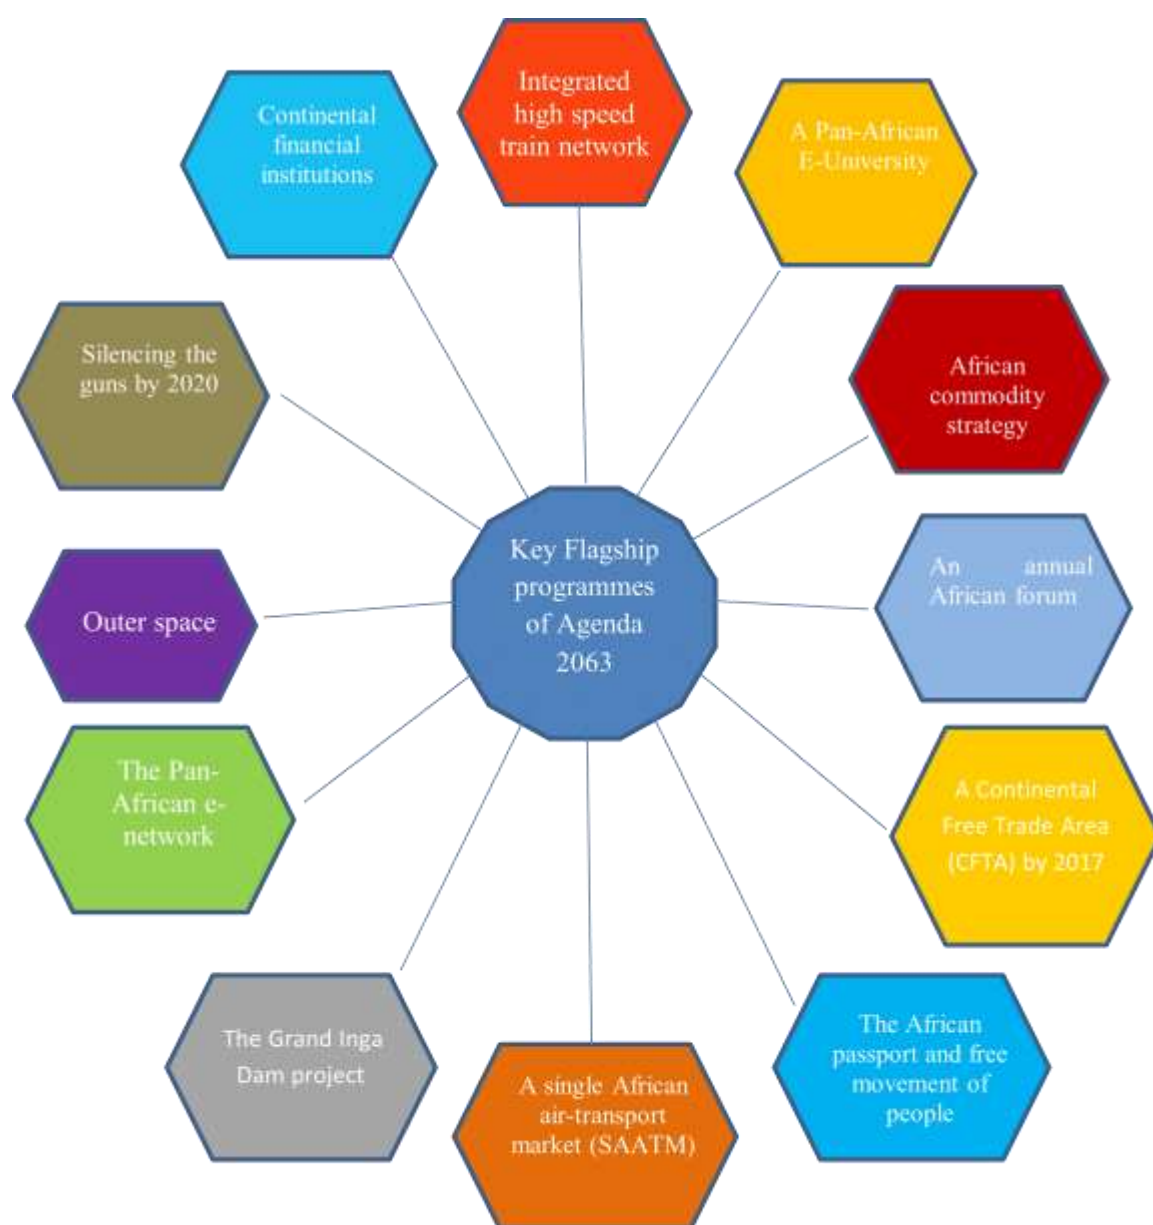 Integrated
high speed
train network
A Pan-African
E-University
African
commodity
strategy
An annual
African forum
A Continental
Free Trade Area
(CFTA) by 2017
The African
passport and free
movement of
people
A single African
air-transport
market (SAATM)
The Grand Inga
Dam project
The Pan-
African e-
network
Outer space
Silencing the
guns by 2020
Continental
financial
institutions
Key Flagship
programmes
of Agenda
2063